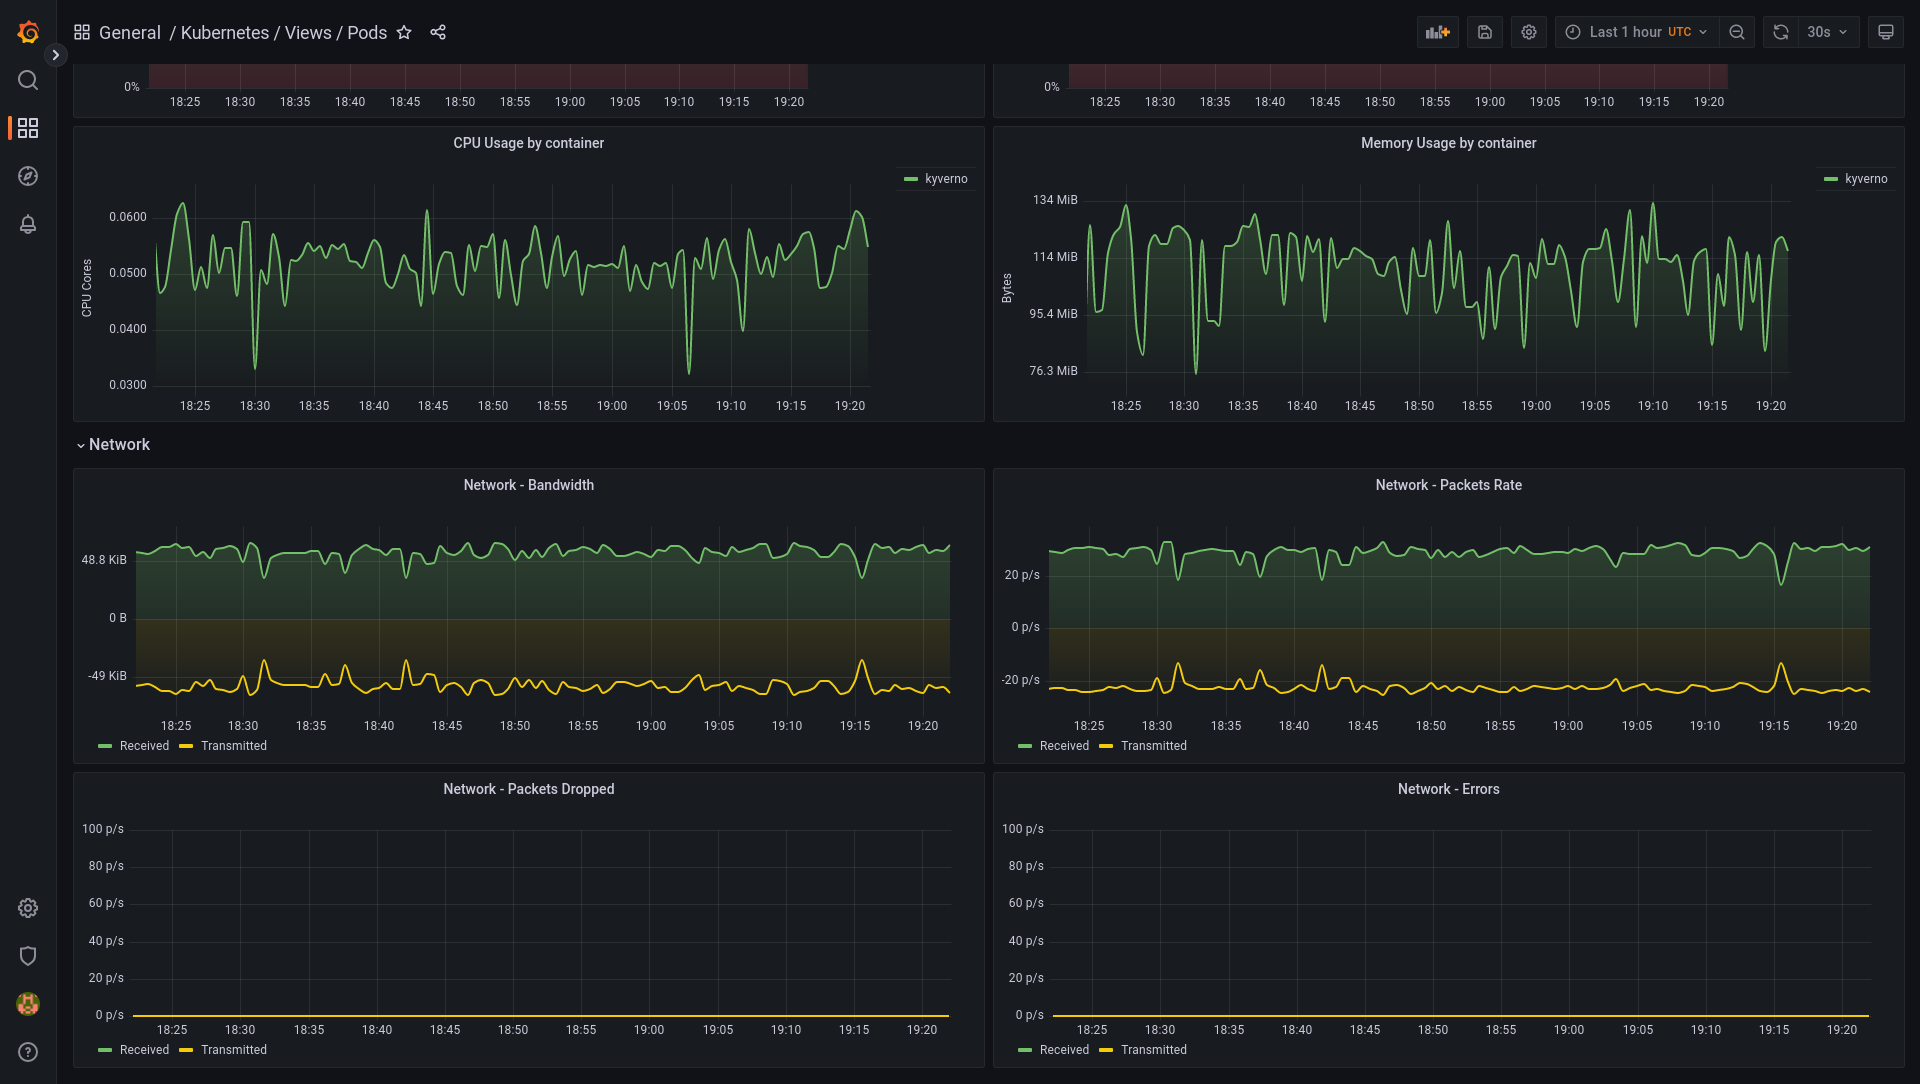 General / Kubernetes / Views / Pods
Last 1 hour UTC
30s
0%
18:25 18:30 18:35 18:40 18:45 18:50 18:55 19:00 19:05 19:10 19:15 19:20
0%
18:25 18:30 18:35 18:40 18:45 18:50 18:55 19:00 19:05 19:10 19:15 19:20
CPU Usage by container
kyverno
CPU Cores
0.0600
0.0500
0.0400
0.0300
18:25 18:30 18:35 18:40 18:45 18:50 18:55 19:00 19:05 19:10 19:15 19:20
Memory Usage by container
kyverno
Bytes
134 MiB
114 MiB
95.4 MiB
76.3 MiB
18:25 18:30 18:35 18:40 18:45 18:50 18:55 19:00 19:05 19:10 19:15 19:20
Network
Network - Bandwidth
48.8 KiB
0 B
-49 KiB
18:25 18:30 18:35 18:40 18:45 18:50 18:55 19:00 19:05 19:10 19:15 19:20
Received Transmitted
Network - Packets Rate
20 p/s
0 p/s
-20 p/s
18:25 18:30 18:35 18:40 18:45 18:50 18:55 19:00 19:05 19:10 19:15 19:20
Received Transmitted
Network - Packets Dropped
100 p/s
80 p/s
60 p/s
40 p/s
20 p/s
0 p/s
18:25 18:30 18:35 18:40 18:45 18:50 18:55 19:00 19:05 19:10 19:15 19:20
Received Transmitted
Network - Errors
100 p/s
80 p/s
60 p/s
40 p/s
20 p/s
0 p/s
18:25 18:30 18:35 18:40 18:45 18:50 18:55 19:00 19:05 19:10 19:15 19:20
Received Transmitted